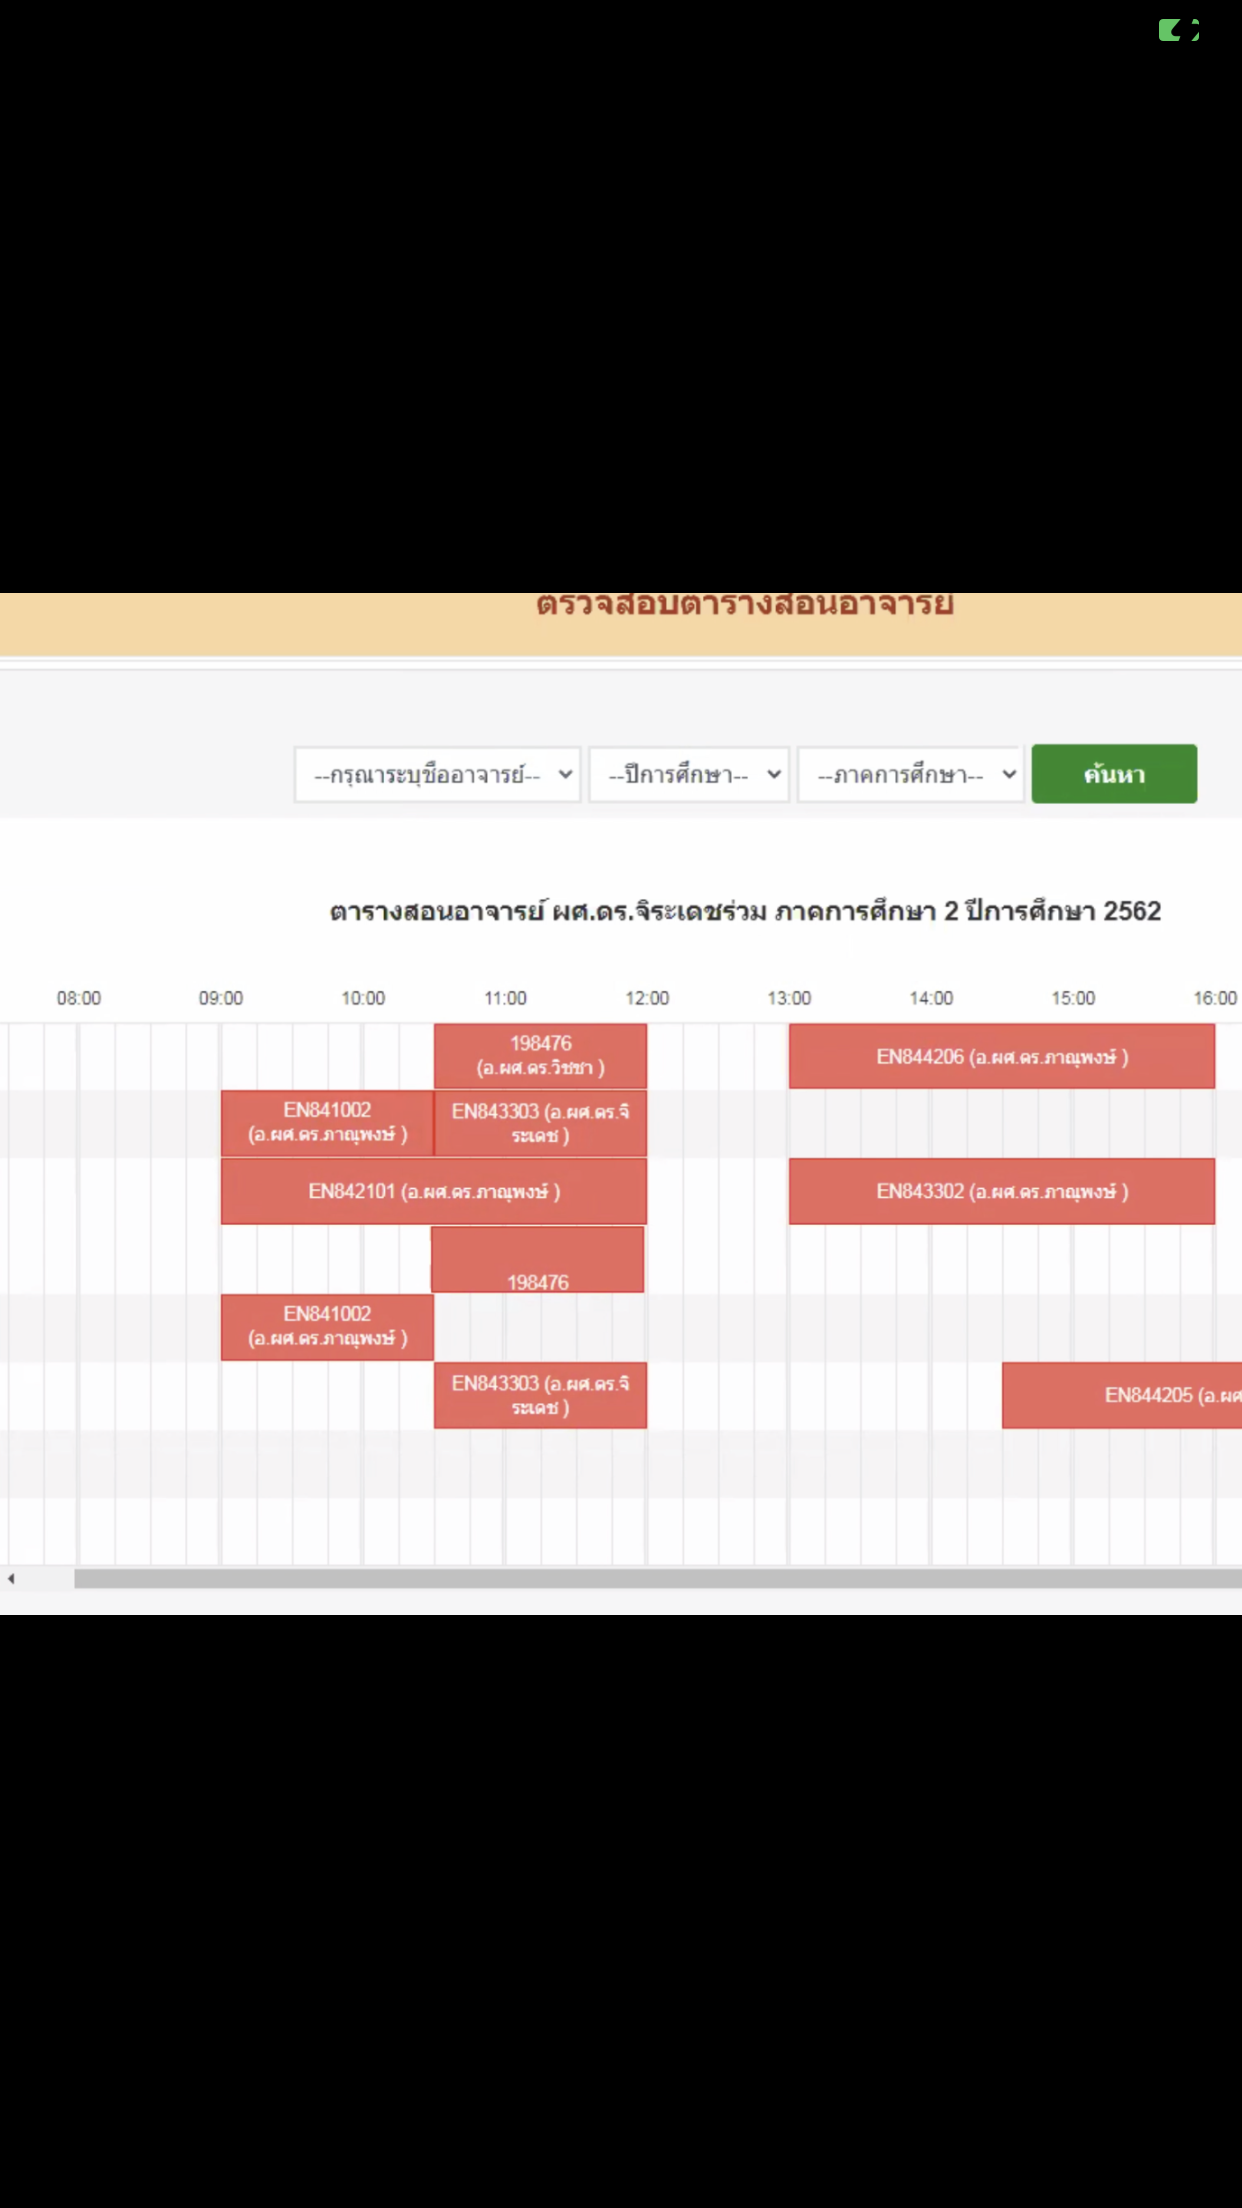 ตรวจสอบตารางสอนอาจารย์
--กรุณาระบุชื่ออาจารย์-- --ปีการศึกษา-- --ภาคการศึกษา-- ค้นหา
ตารางสอนอาจารย์ ผศ.ดร.จิระเดชร่วม ภาคการศึกษา 2 ปีการศึกษา 2562
08:00 09:00 10:00 11:00 12:00 13:00 14:00 15:00 16:00
198476
(อ.ผศ.ดร.วิชชา )
EN844206 (อ.ผศ.ดร.ภาณุพงษ์ )
EN841002
(อ.ผศ.ดร.ภาณุพงษ์ )
EN843303 (อ.ผศ.ดร.จิ
ระเดช )
EN842101 (อ.ผศ.ดร.ภาณุพงษ์ )
EN843302 (อ.ผศ.ดร.ภาณุพงษ์ )
198476
EN841002
(อ.ผศ.ดร.ภาณุพงษ์ )
EN843303 (อ.ผศ.ดร.จิ
ระเดช )
EN844205 (อ.ผศ